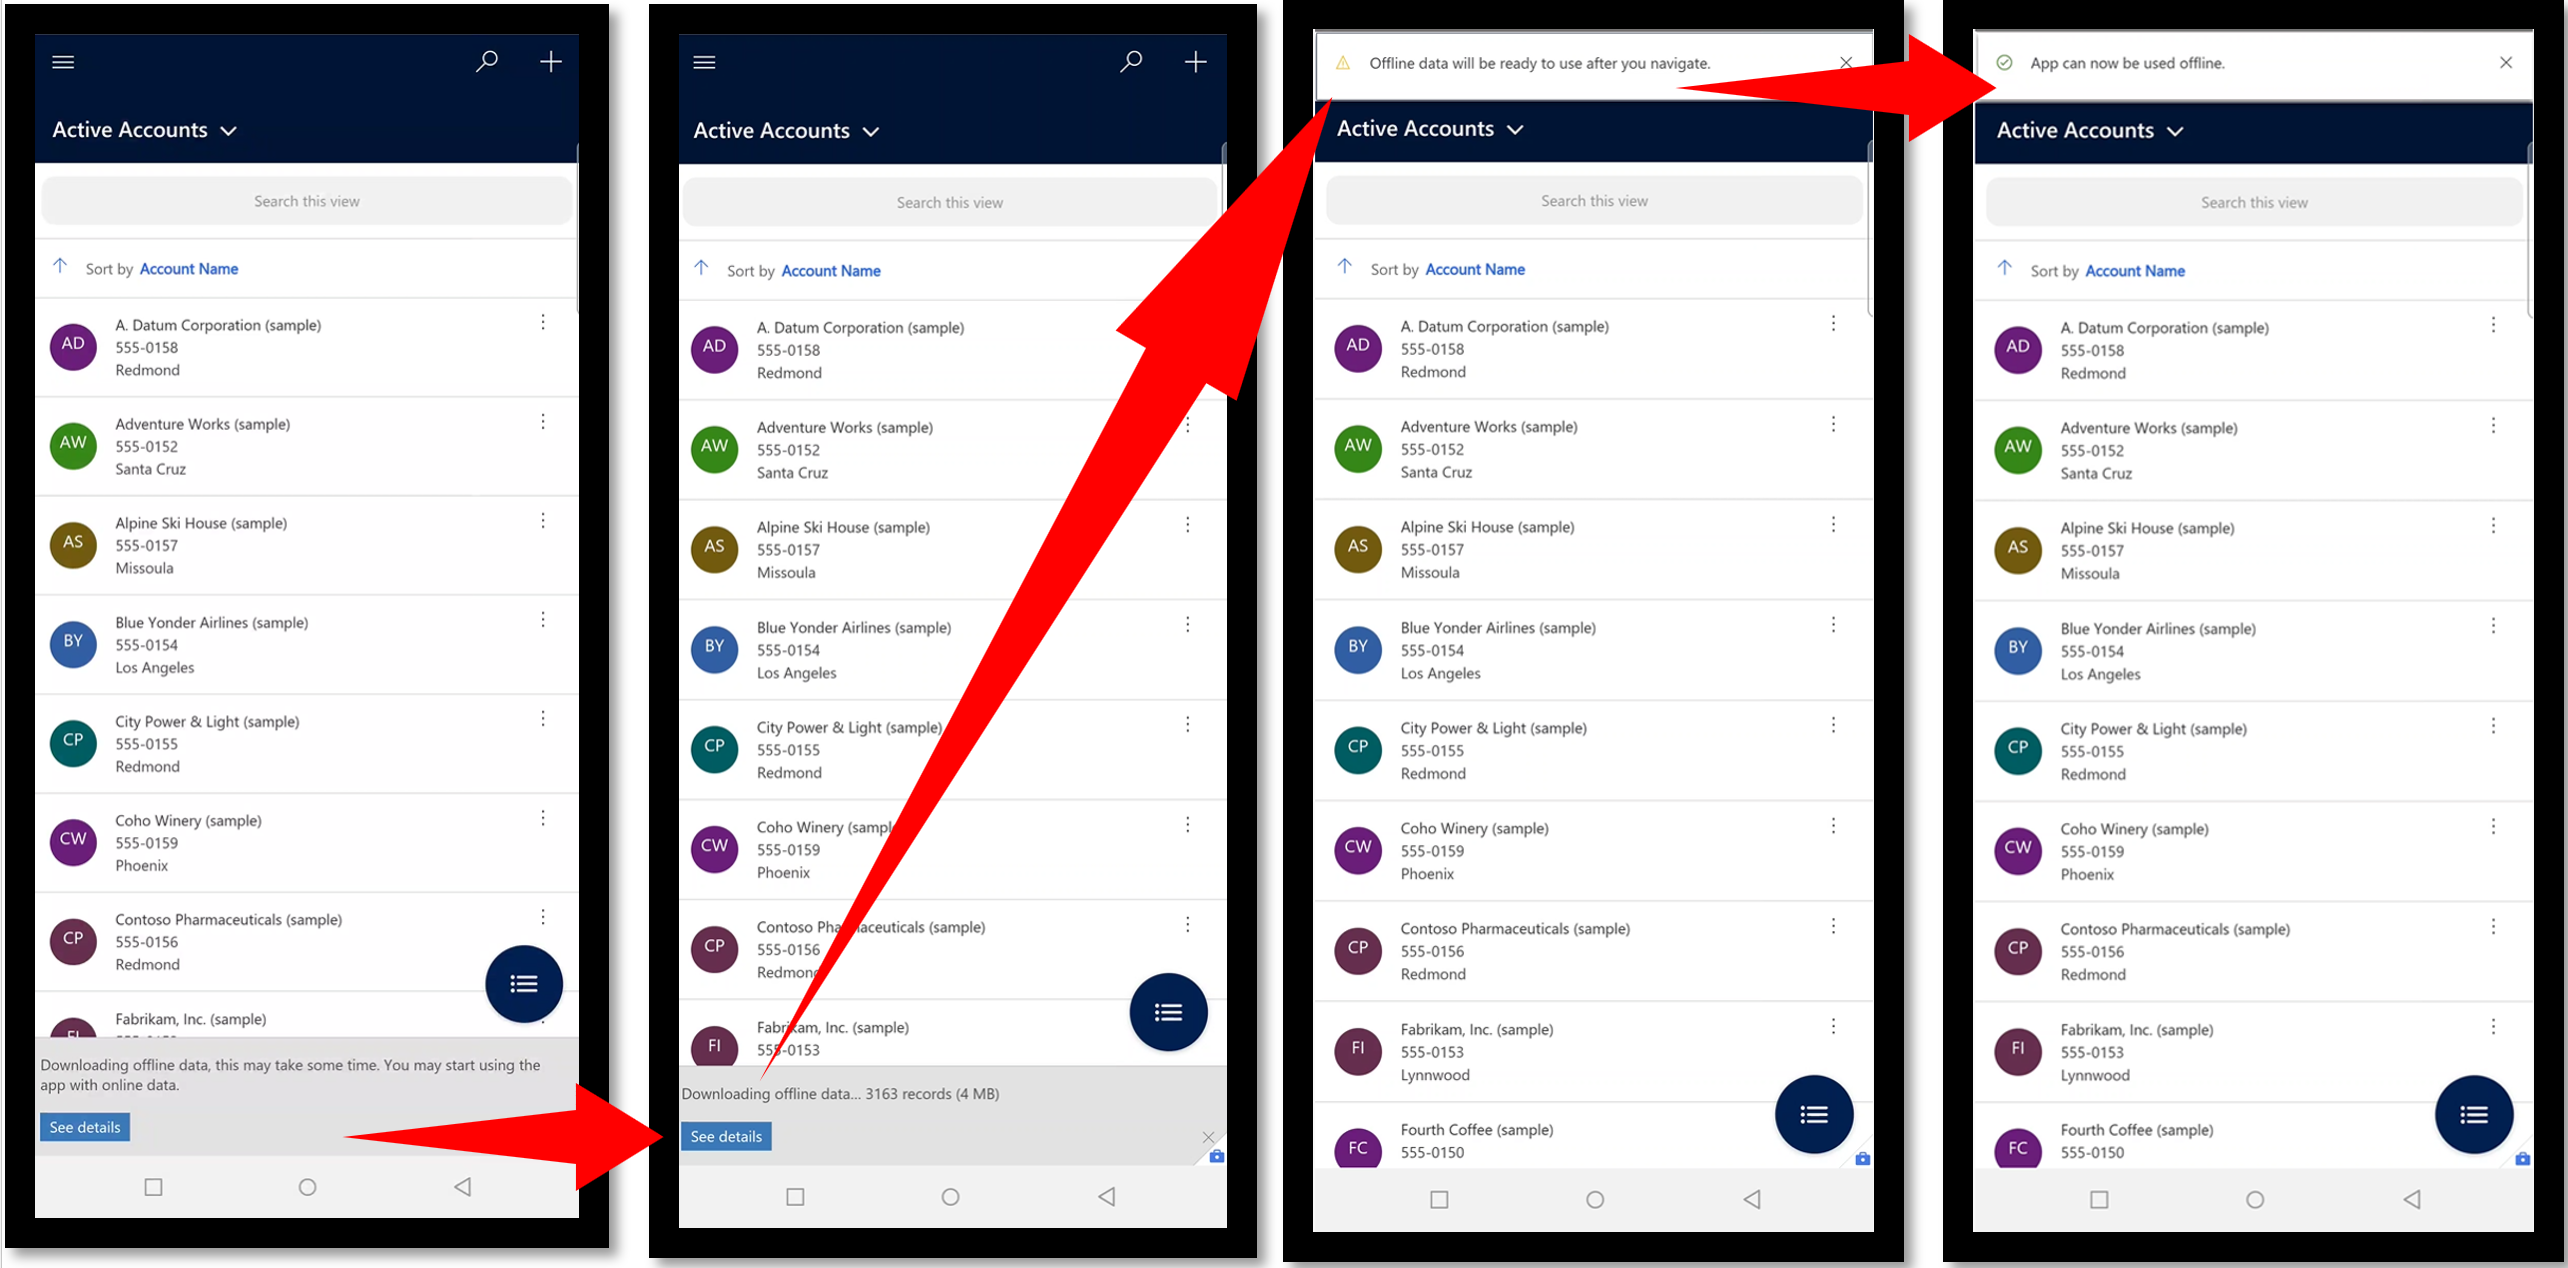 Active Accounts
Search this view
Sort by Account Name
AD
A. Datum Corporation (sample)
555-0158
Redmond
AW
Adventure Works (sample)
555-0152
Santa Cruz
AS
Alpine Ski House (sample)
555-0157
Missoula
BY
Blue Yonder Airlines (sample)
555-0154
Los Angeles
CP
City Power & Light (sample)
555-0155
Redmond
CW
Coho Winery (sample)
555-0159
Phoenix
CP
Contoso Pharmaceuticals (sample)
555-0156
Redmond
Fabrikam, Inc. (sample)
Downloading offline data, this may take some time. You may start using the
app with online data.
See details
Active Accounts
Search this view
Sort by Account Name
AD
A. Datum Corporation (sample)
555-0158
Redmond
AW
Adventure Works (sample)
555-0152
Santa Cruz
AS
Alpine Ski House (sample)
555-0157
Missoula
BY
Blue Yonder Airlines (sample)
555-0154
Los Angeles
CP
City Power & Light (sample)
555-0155
Redmond
CW
Coho Winery (sample
555-0159
Phoenix
CP
Contoso Pharmaceuticals (sample)
555-0156
Redmond
FI
Fabrikam, Inc. (sample)
555-0153
Downloading offline data... 3163 records (4 MB)
See details
Offline data will be ready to use after you navigate.
Active Accounts
Search this view
Sort by Account Name
AD
A. Datum Corporation (sample)
555-0158
Redmond
AW
Adventure Works (sample)
555-0152
Santa Cruz
AS
Alpine Ski House (sample)
555-0157
Missoula
BY
Blue Yonder Airlines (sample)
555-0154
Los Angeles
CP
City Power & Light (sample)
555-0155
Redmond
CW
Coho Winery (sample)
555-0159
Phoenix
CP
Contoso Pharmaceuticals (sample)
555-0156
Redmond
FI
Fabrikam, Inc. (sample)
555-0153
Lynnwood
FC
Fourth Coffee (sample)
555-0150
App can now be used offline.
Active Accounts
Search this view
Sort by Account Name
AD
A. Datum Corporation (sample)
555-0158
Redmond
AW
Adventure Works (sample)
555-0152
Santa Cruz
AS
Alpine Ski House (sample)
555-0157
Missoula
BY
Blue Yonder Airlines (sample)
555-0154
Los Angeles
CP
City Power & Light (sample)
555-0155
Redmond
CW
Coho Winery (sample)
555-0159
Phoenix
CP
Contoso Pharmaceuticals (sample)
555-0156
Redmond
FI
Fabrikam, Inc. (sample)
555-0153
Lynnwood
FC
Fourth Coffee (sample)
555-0150